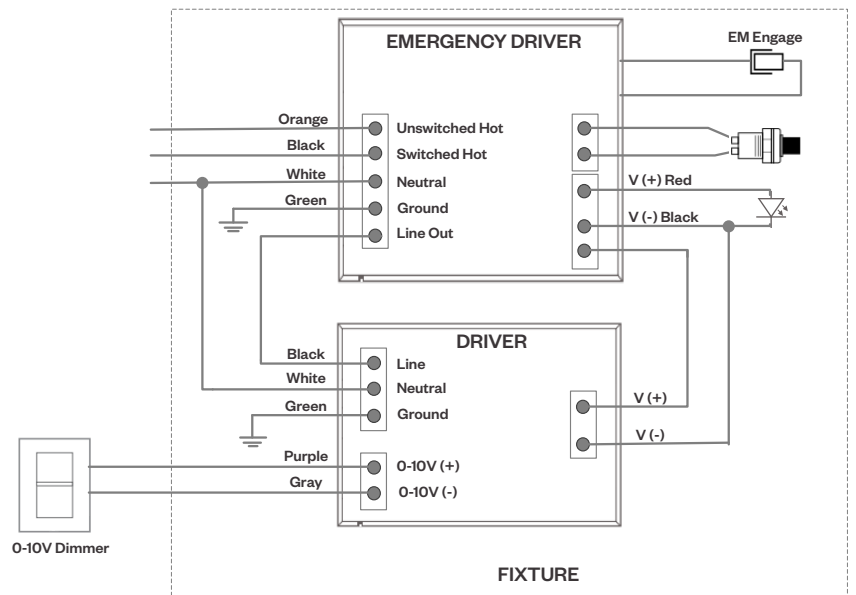 EMERGENCY DRIVER
EM Engage
Orange
Unswitched Hot
Black
Switched Hot
White
Neutral
V (+) Red
Green
Ground
V (-) Black
Line Out
DRIVER
Black
Line
White
Neutral
V (+)
Green
Ground
V (-)
Purple
0-10V (+)
Gray
0-10V (-)
0-10V Dimmer
FIXTURE